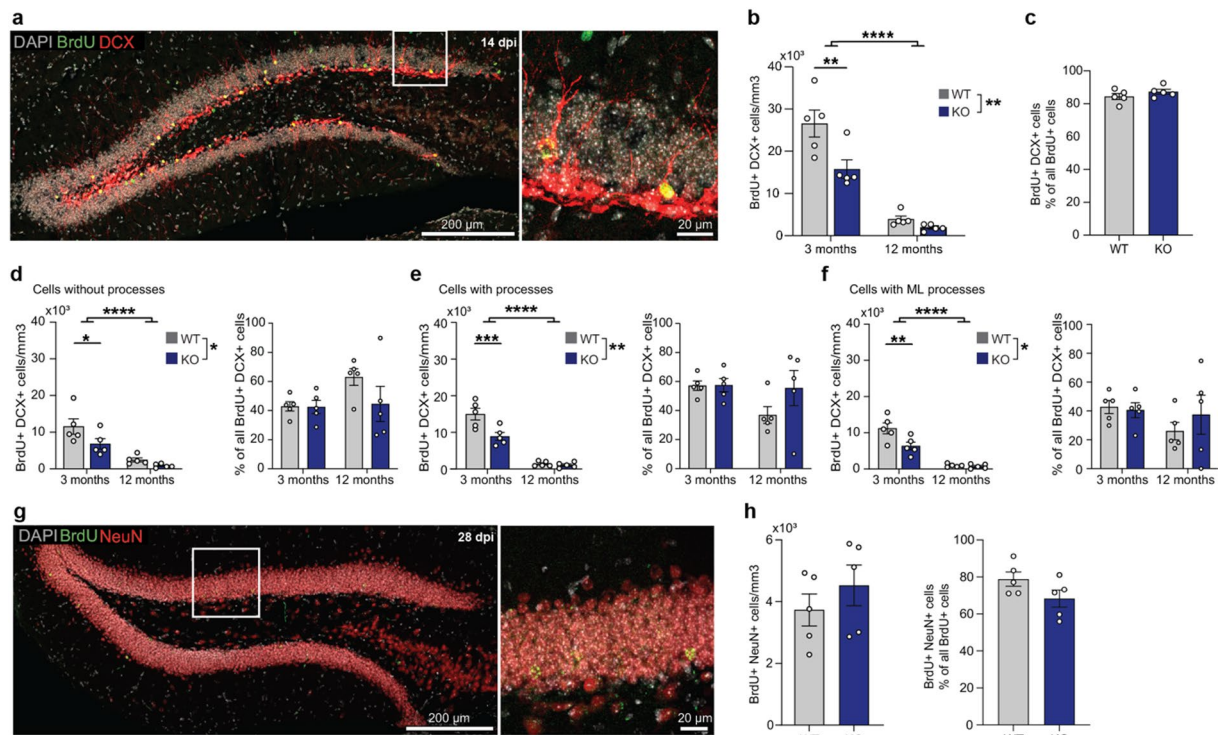 a
DAPI BrdU DCX
14 dpi
200 µm
20 µm
b
x10³
BrdU+ DCX+ cells/mm3
40
30
20
10
0
****
**
WT
KO
**
3 months
12 months
c
BrdU+ DCX+ cells
% of all BrdU+ cells
100
80
60
40
20
0
WT
KO
d
Cells without processes
x10³
BrdU+ DCX+ cells/mm3
40
30
20
10
0
****
*
WT
KO
*
3 months
12 months
% of all BrdU+ DCX+ cells
100
80
60
40
20
0
3 months
12 months
e
Cells with processes
x10³
BrdU+ DCX+ cells/mm3
40
30
20
10
0
****
***
WT
KO
**
3 months
12 months
% of all BrdU+ DCX+ cells
100
80
60
40
20
0
3 months
12 months
f
Cells with ML processes
x10³
BrdU+ DCX+ cells/mm3
40
30
20
10
0
****
**
WT
KO
*
3 months
12 months
% of all BrdU+ DCX+ cells
100
80
60
40
20
0
3 months
12 months
g
DAPI BrdU NeuN
28 dpi
200 µm
20 µm
h
x10³
BrdU+ NeuN+ cells/mm3
6
4
2
0
BrdU+ NeuN+ cells
% of all BrdU+ cells
100
80
60
40
20
0